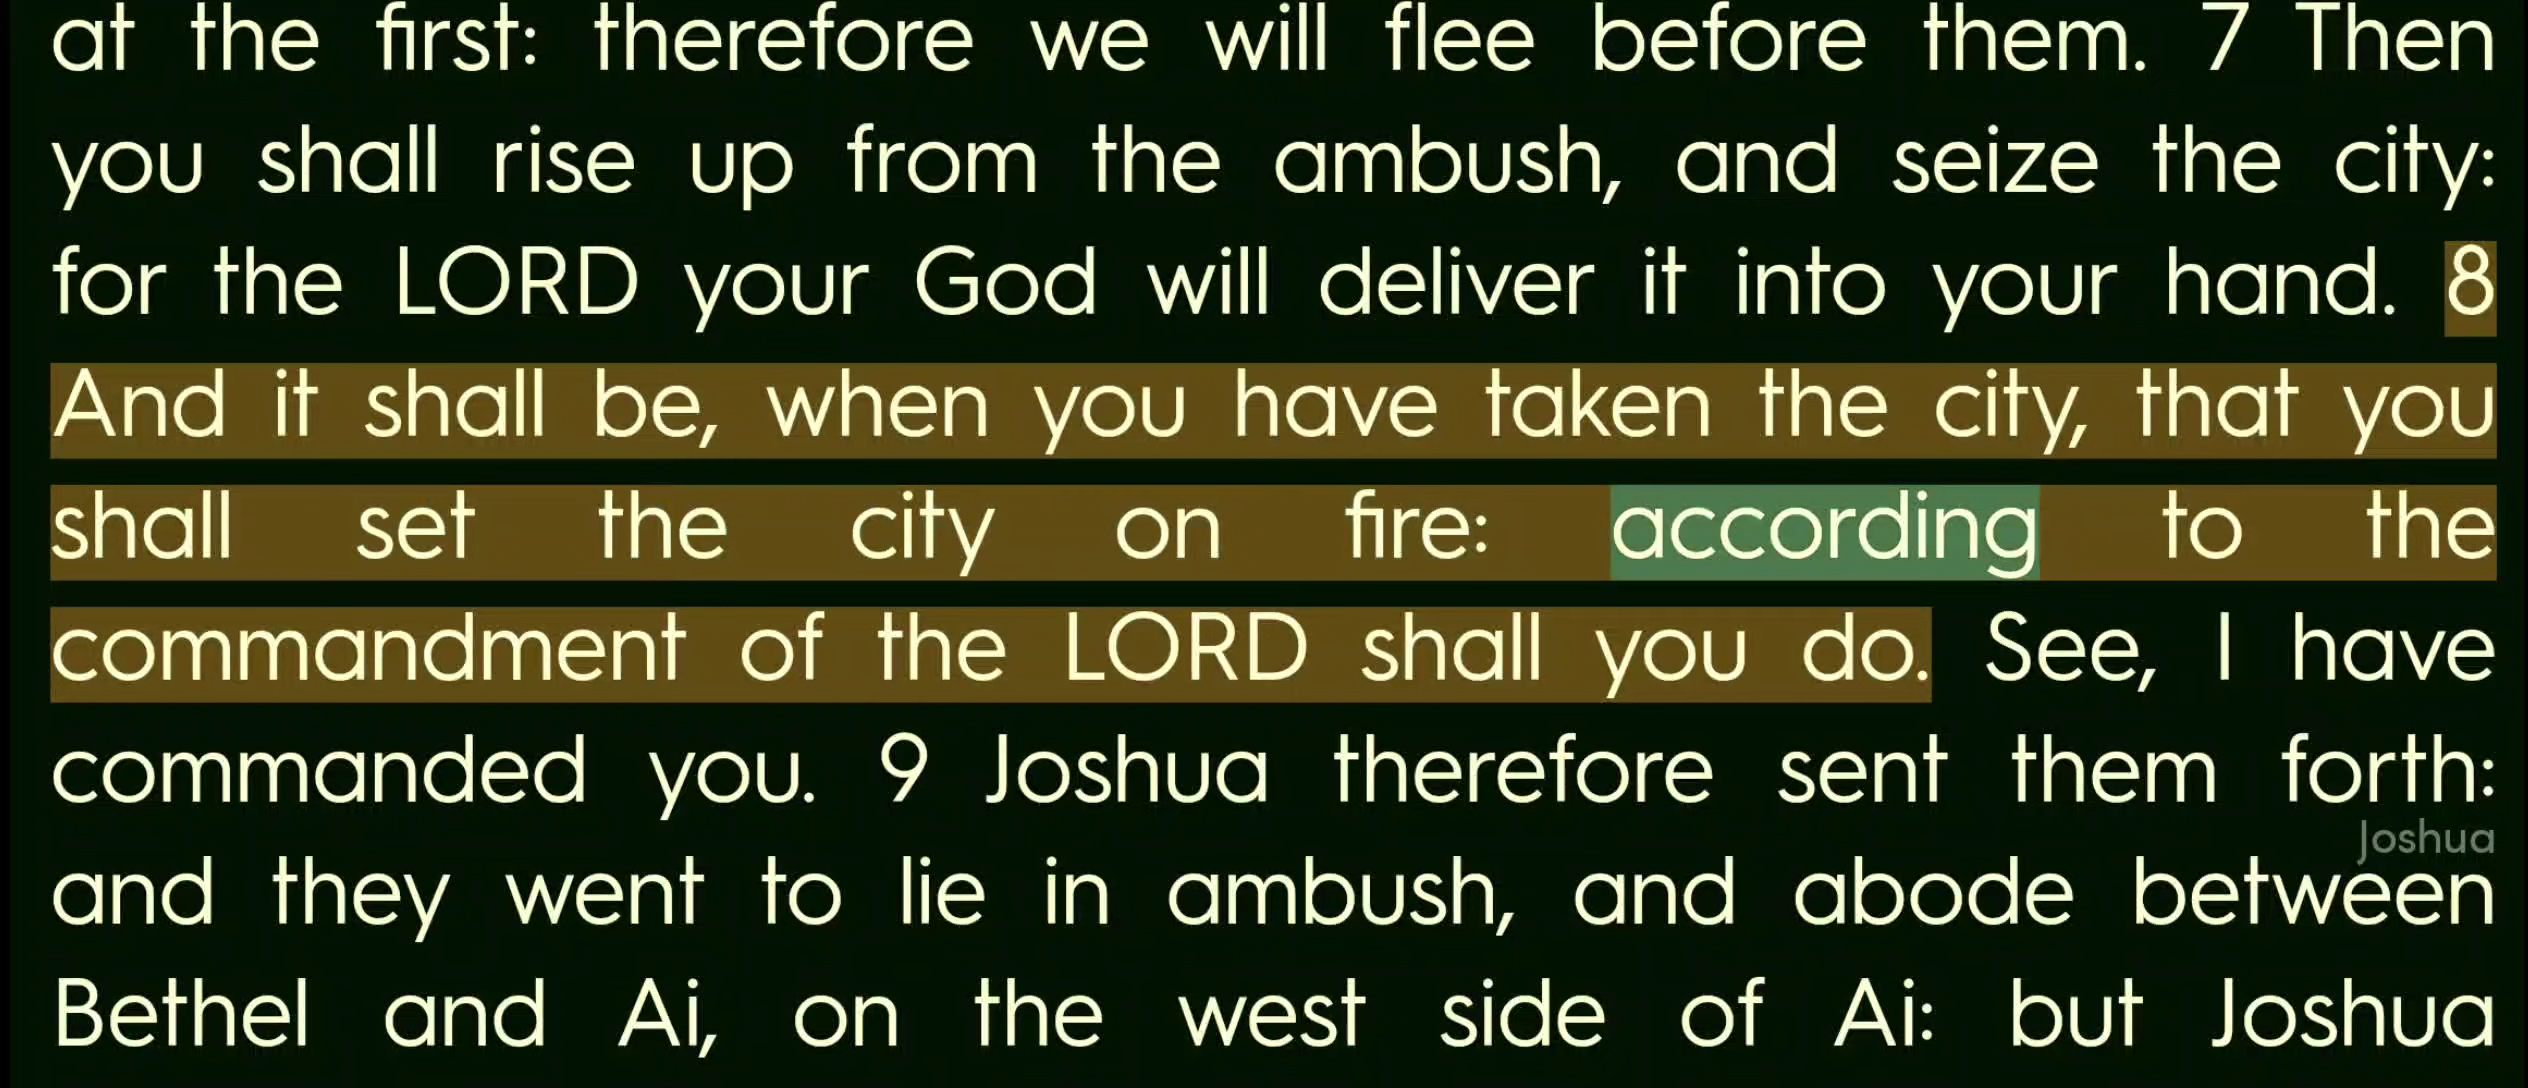 at the first: therefore we will flee before them. 7 Then
you shall rise up from the ambush, and seize the city:
for the LORD your God will deliver it into your hand. 8
And it shall be, when you have taken the city, that you
shall set the city on fire: according to the
commandment of the LORD shall you do. See, I have
commanded you. 9 Joshua therefore sent them forth:
Joshua
and they went to lie in ambush, and abode between
Bethel and Ai, on the west side of Ai: but Joshua